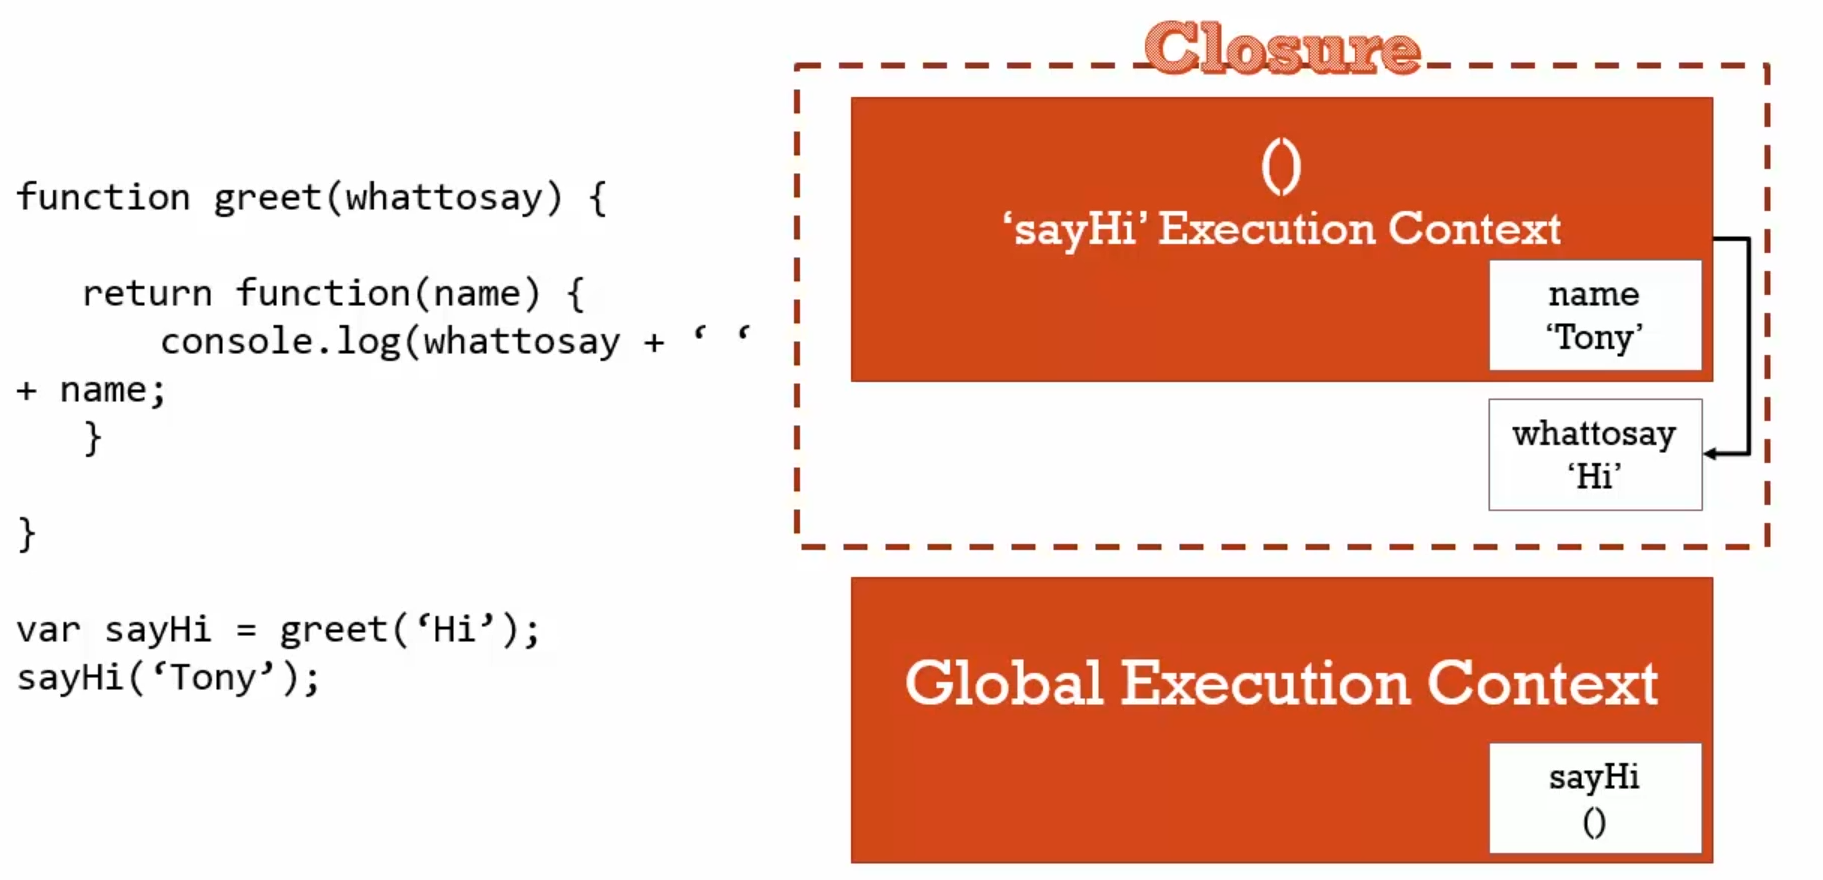 function greet(whattosay) {
return function(name) {
console.log(whattosay + ‘ ‘
+ name;
}
}
var sayHi = greet(‘Hi’);
sayHi(‘Tony’);
Closure
()
‘sayHi’ Execution Context
name
‘Tony’
whattosay
‘Hi’
Global Execution Context
sayHi
()